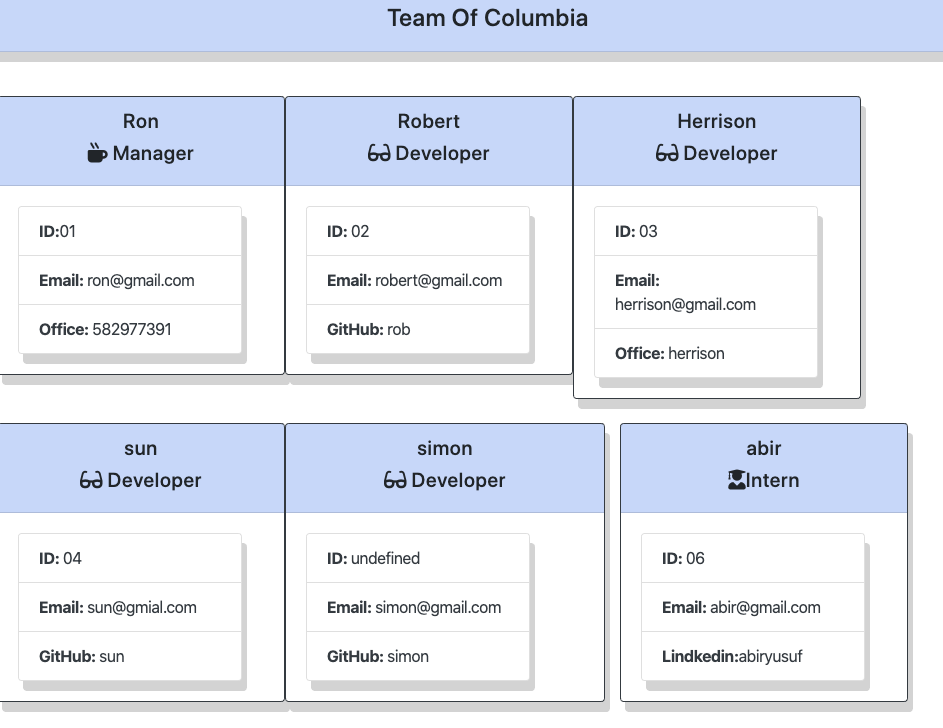 Team Of Columbia
Ron
Manager
ID:01
Email: ron@gmail.com
Office: 582977391
Robert
Developer
ID: 02
Email: robert@gmail.com
GitHub: rob
Herrison
Developer
ID: 03
Email:
herrison@gmail.com
Office: herrison
sun
Developer
ID: 04
Email: sun@gmial.com
GitHub: sun
simon
Developer
ID: undefined
Email: simon@gmail.com
GitHub: simon
abir
Intern
ID: 06
Email: abir@gmail.com
Lindkedin:abiryusuf